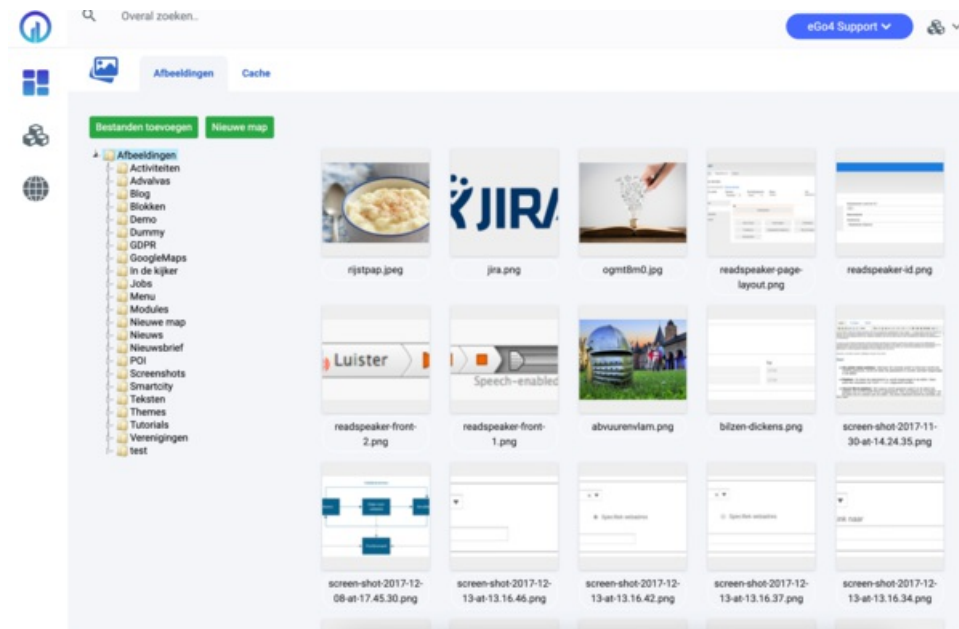 Overal zoeken..
eGo4 Support
Afbeeldingen
Cache
Bestanden toevoegen
Nieuwe map
Afbeeldingen
Activiteiten
Advalvas
Blog
Blokken
Demo
Dummy
GDPR
GoogleMaps
In de kijker
Jobs
Menu
Modules
Nieuwe map
Nieuws
Nieuwsbrief
POI
Screenshots
Smartcity
Teksten
Themes
Tutorials
Verenigingen
test
JIRA
rijstpap.jpeg
jira.png
ogmt8m0.jpg
readspeaker-page-
layout.png
readspeaker-id.png
Luister
Speech-enabled
readspeaker-front-
2.png
readspeaker-front-
1.png
abvuurenvlam.png
bilzen-dickens.png
screen-shot-2017-11-
30-at-14.24.35.png
ink naar
screen-shot-2017-12-
08-at-17.45.30.png
screen-shot-2017-12-
13-at-13.16.46.png
screen-shot-2017-12-
13-at-13.16.42.png
screen-shot-2017-12-
13-at-13.16.37.png
screen-shot-2017-12-
13-at-13.16.34.png